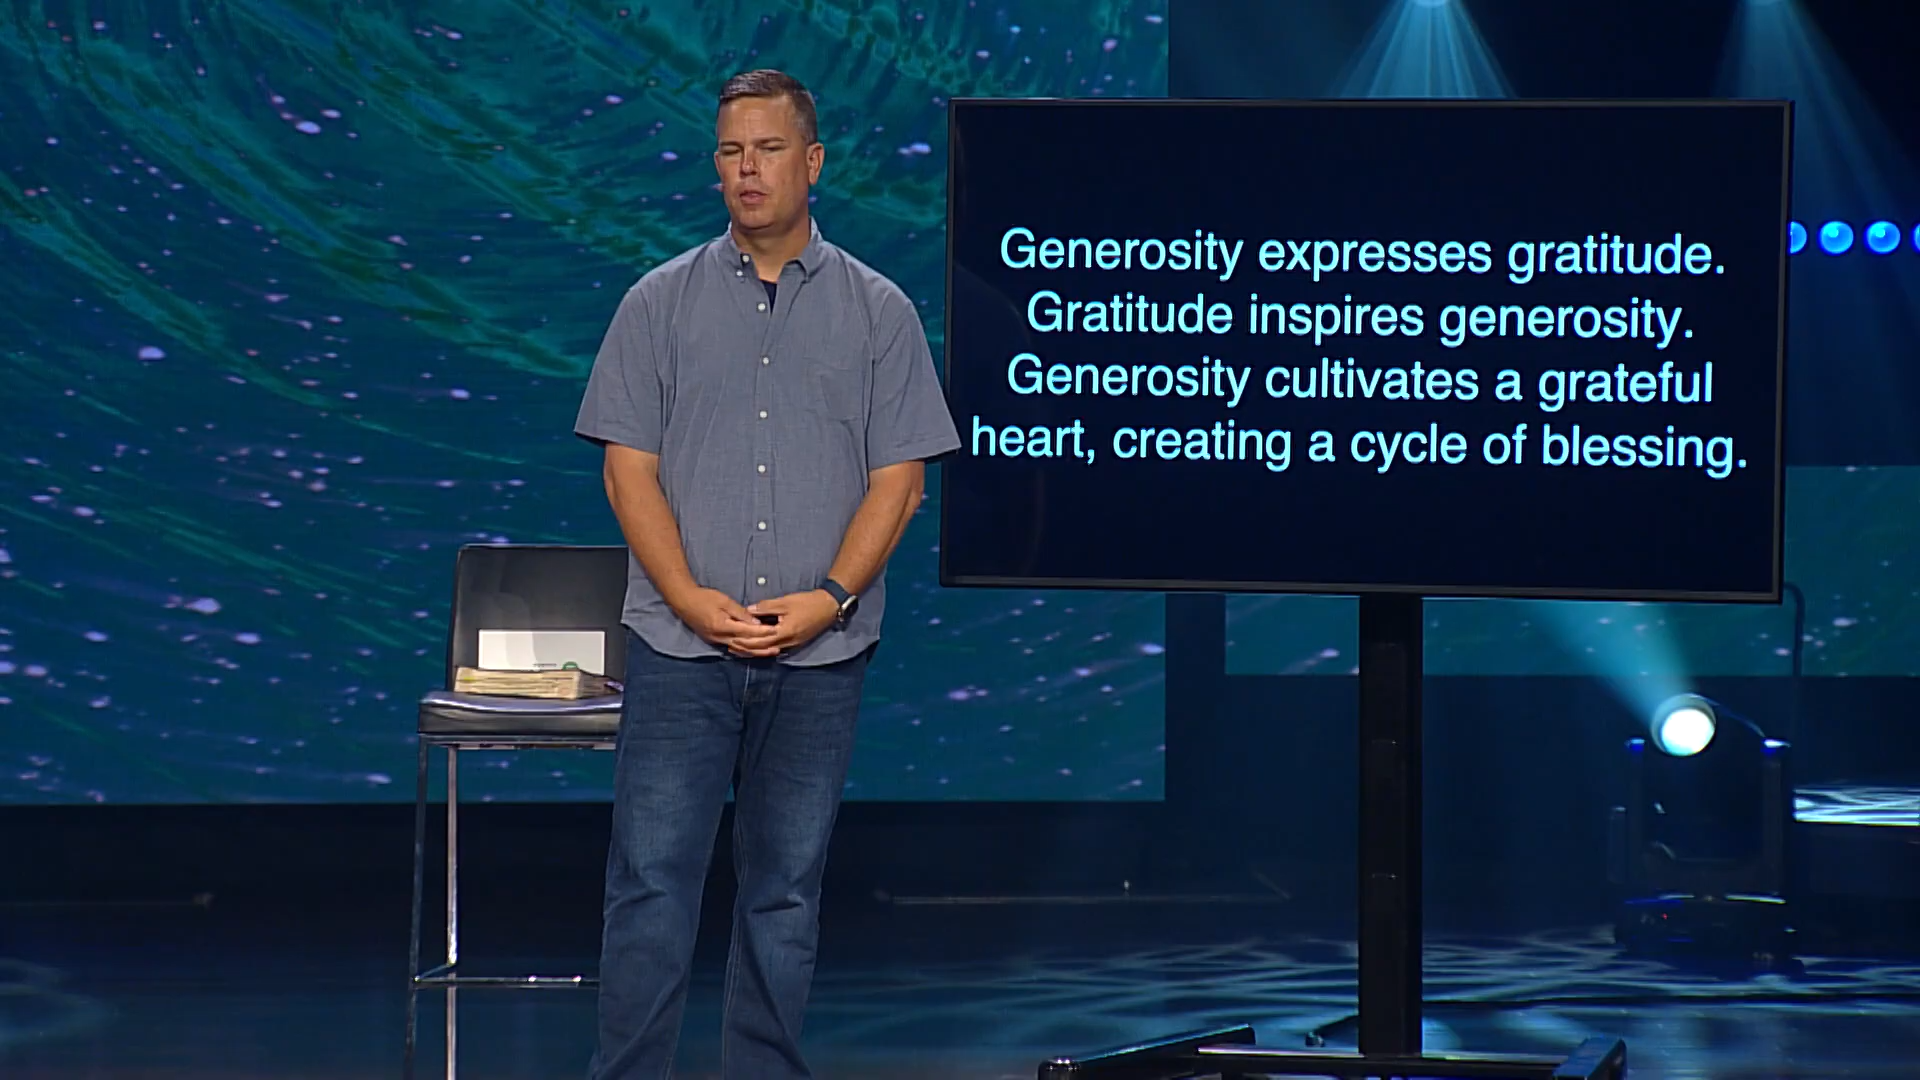 Generosity expresses gratitude.
Gratitude inspires generosity.
Generosity cultivates a grateful
heart, creating a cycle of blessing.